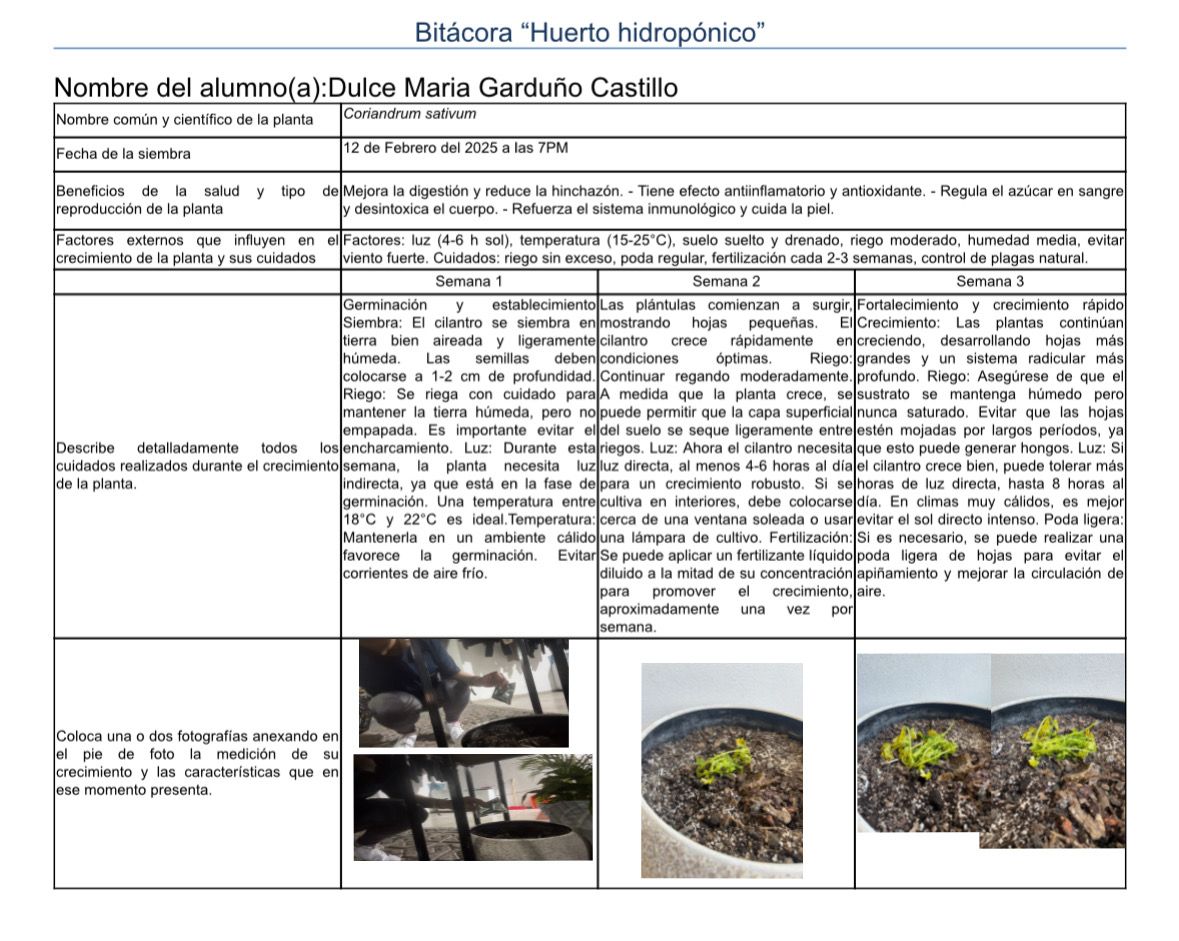 Bitácora “Huerto hidropónico”
Nombre del alumno(a):Dulce Maria Garduño Castillo
Nombre común y científico de la planta
Coriandrum sativum
Fecha de la siembra
12 de Febrero del 2025 a las 7PM
Beneficios de la salud y tipo de
reproducción de la planta
Mejora la digestión y reduce la hinchazón. - Tiene efecto antiinflamatorio y antioxidante. - Regula el azúcar en sangre
y desintoxica el cuerpo. - Refuerza el sistema inmunológico y cuida la piel.
Factores externos que influyen en el
crecimiento de la planta y sus cuidados
Factores: luz (4-6 h sol), temperatura (15-25°C), suelo suelto y drenado, riego moderado, humedad media, evitar
viento fuerte. Cuidados: riego sin exceso, poda regular, fertilización cada 2-3 semanas, control de plagas natural.
Semana 1
Semana 2
Semana 3
Describe detalladamente todos los
cuidados realizados durante el crecimiento
de la planta.
Germinación y establecimiento
Siembra: El cilantro se siembra en
tierra bien aireada y ligeramente
húmeda. Las semillas deben
colocarse a 1-2 cm de profundidad.
Riego: Se riega con cuidado para
mantener la tierra húmeda, pero no
empapada. Es importante evitar el
encharcamiento. Luz: Durante esta
semana, la planta necesita luz
indirecta, ya que está en la fase de
germinación. Una temperatura entre
18°C y 22°C es ideal.Temperatura:
Mantenerla en un ambiente cálido
favorece la germinación. Evitar
corrientes de aire frío.
Las plántulas comienzan a surgir,
mostrando hojas pequeñas. El
cilantro crece rápidamente en
condiciones óptimas. Riego:
Continuar regando moderadamente.
A medida que la planta crece, se
puede permitir que la capa superficial
del suelo se seque ligeramente entre
riegos. Luz: Ahora el cilantro necesita
luz directa, al menos 4-6 horas al día
para un crecimiento robusto. Si se
cultiva en interiores, debe colocarse
cerca de una ventana soleada o usar
una lámpara de cultivo. Fertilización:
Se puede aplicar un fertilizante líquido
diluido a la mitad de su concentración
para promover el crecimiento,
aproximadamente una vez por
semana.
Fortalecimiento y crecimiento rápido
Crecimiento: Las plantas continúan
creciendo, desarrollando hojas más
grandes y un sistema radicular más
profundo. Riego: Asegúrese de que el
sustrato se mantenga húmedo pero
nunca saturado. Evitar que las hojas
estén mojadas por largos períodos, ya
que esto puede generar hongos. Luz: Si
el cilantro crece bien, puede tolerar más
horas de luz directa, hasta 8 horas al
día. En climas muy cálidos, es mejor
evitar el sol directo intenso. Poda ligera:
Si es necesario, se puede realizar una
poda ligera de hojas para evitar el
apiñamiento y mejorar la circulación de
aire.
Coloca una o dos fotografías anexando en
el pie de foto la medición de su
crecimiento y las características que en
ese momento presenta.